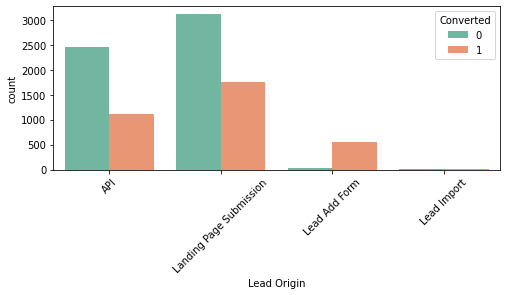 3000
2500
2000
1500
1000
500
0
count
Converted
0
1
API
Landing Page Submission
Lead Add Form
Lead Import
Lead Origin